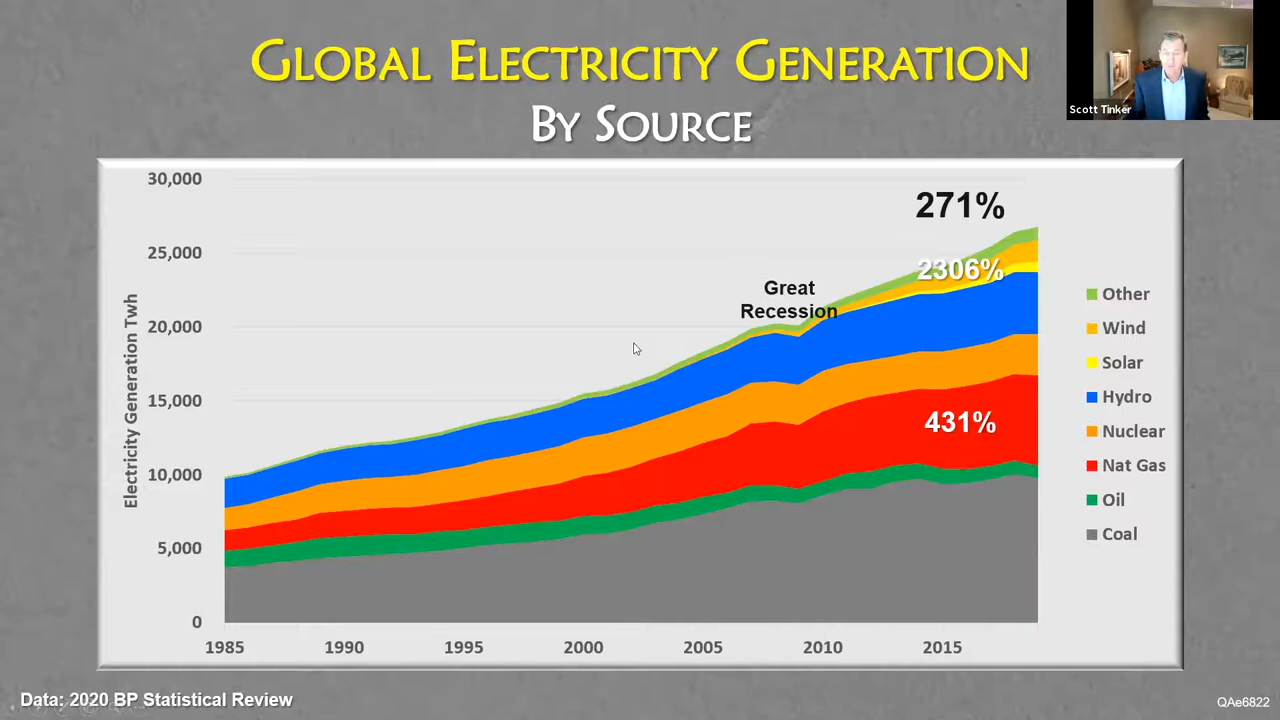 GLOBAL ELECTRICITY GENERATION
BY SOURCE
Scott Tinker
30,000
25,000
20,000
15,000
10,000
5,000
0
Electricity Generation Twh
1985
1990
1995
2000
2005
2010
2015
271%
2306%
Great
Recession
431%
Other
Wind
Solar
Hydro
Nuclear
Nat Gas
Oil
Coal
Data: 2020 BP Statistical Review
QAe6822